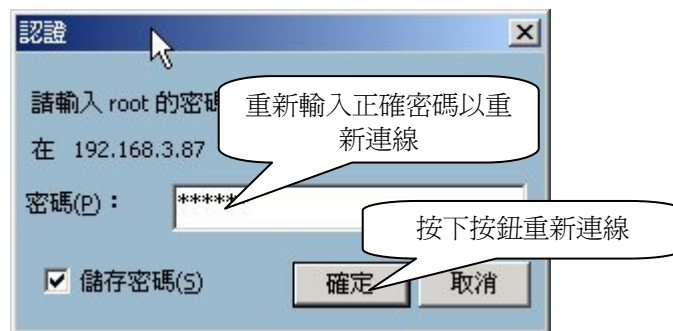 認證
請輸入 root 的密碼
重新輸入正確密碼以重
新連線
在 192.168.3.87
密碼(P)：
*****
按下按鈕重新連線
儲存密碼(S)
確定
取消